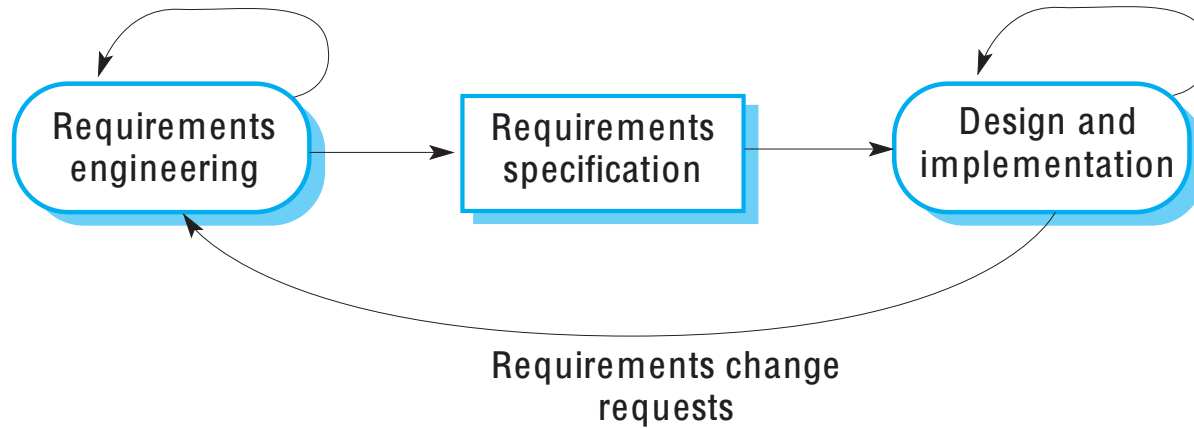 Requirements
engineering
Requirements
specification
Design and
implementation
Requirements change
requests